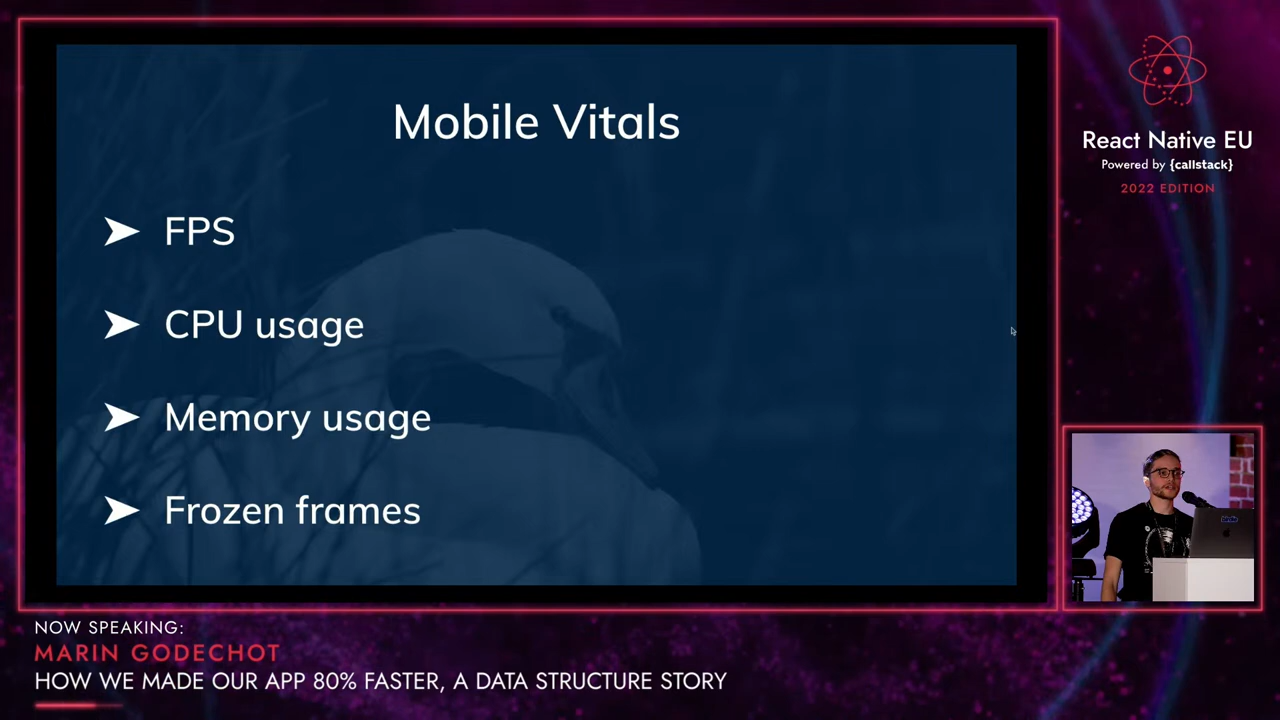 Mobile Vitals
➤ FPS
➤ CPU usage
➤ Memory usage
➤ Frozen frames
React Native EU
Powered by {callstack}
2022 EDITION
NOW SPEAKING:
MARIN GODECHOT
HOW WE MADE OUR APP 80% FASTER, A DATA STRUCTURE STORY